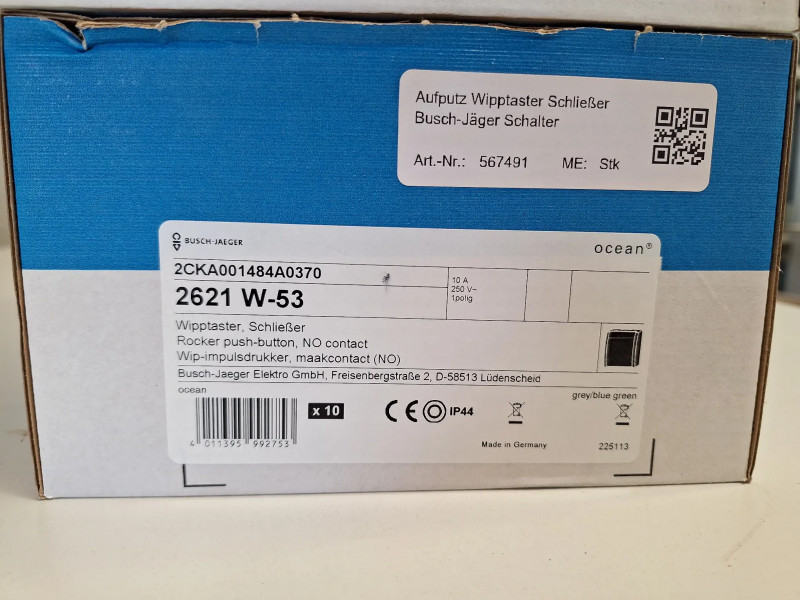 Aufputz Wipptaster Schließer
Busch-Jäger Schalter
Art.-Nr.: 567491 ME: Stk
BUSCH-JAEGER
ocean®
2CKA001484A0370
2621 W-53
10 A
250 V~
1polig
Wipptaster, Schließer
Rocker push-button, NO contact
Wip-impulsdrukker, maakcontact (NO)
Busch-Jaeger Elektro GmbH, Freisenbergstraße 2, D-58513 Lüdenscheid
ocean
grey/blue green
x 10
CE IP44
4 011395 992753
Made in Germany
225113